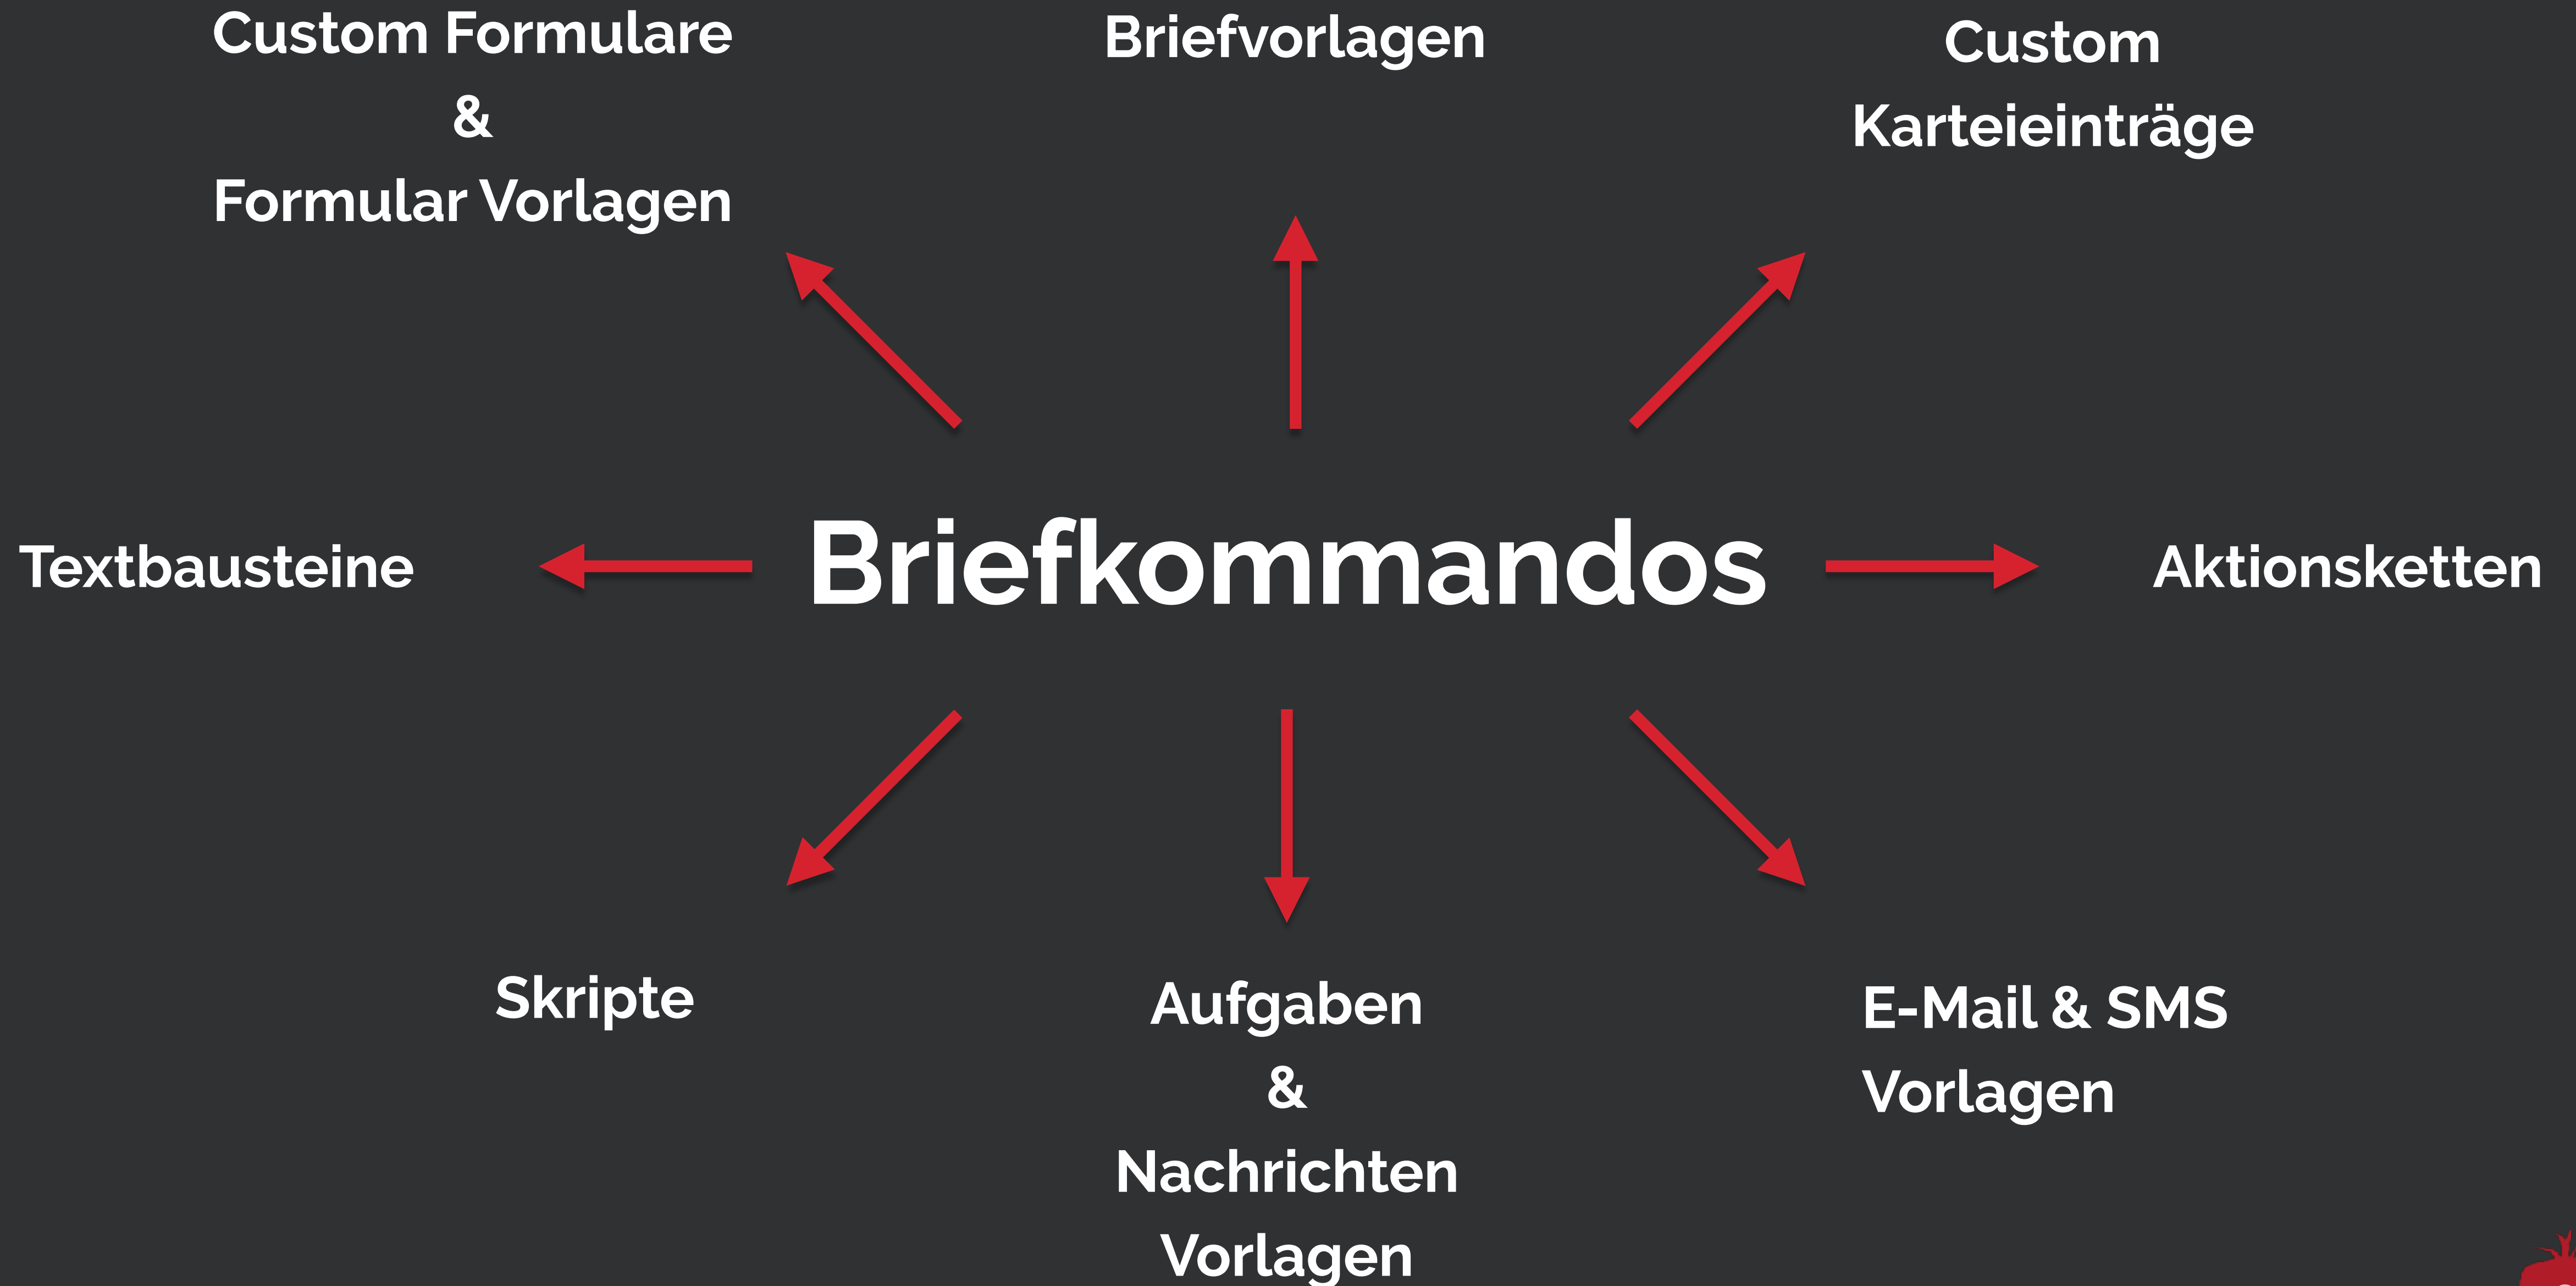 Custom Formulare
&
Formular Vorlagen
Briefvorlagen
Custom
Karteieinträge
Textbausteine
Briefkommandos
Aktionsketten
Skripte
Aufgaben
&
Nachrichten
Vorlagen
E-Mail & SMS
Vorlagen